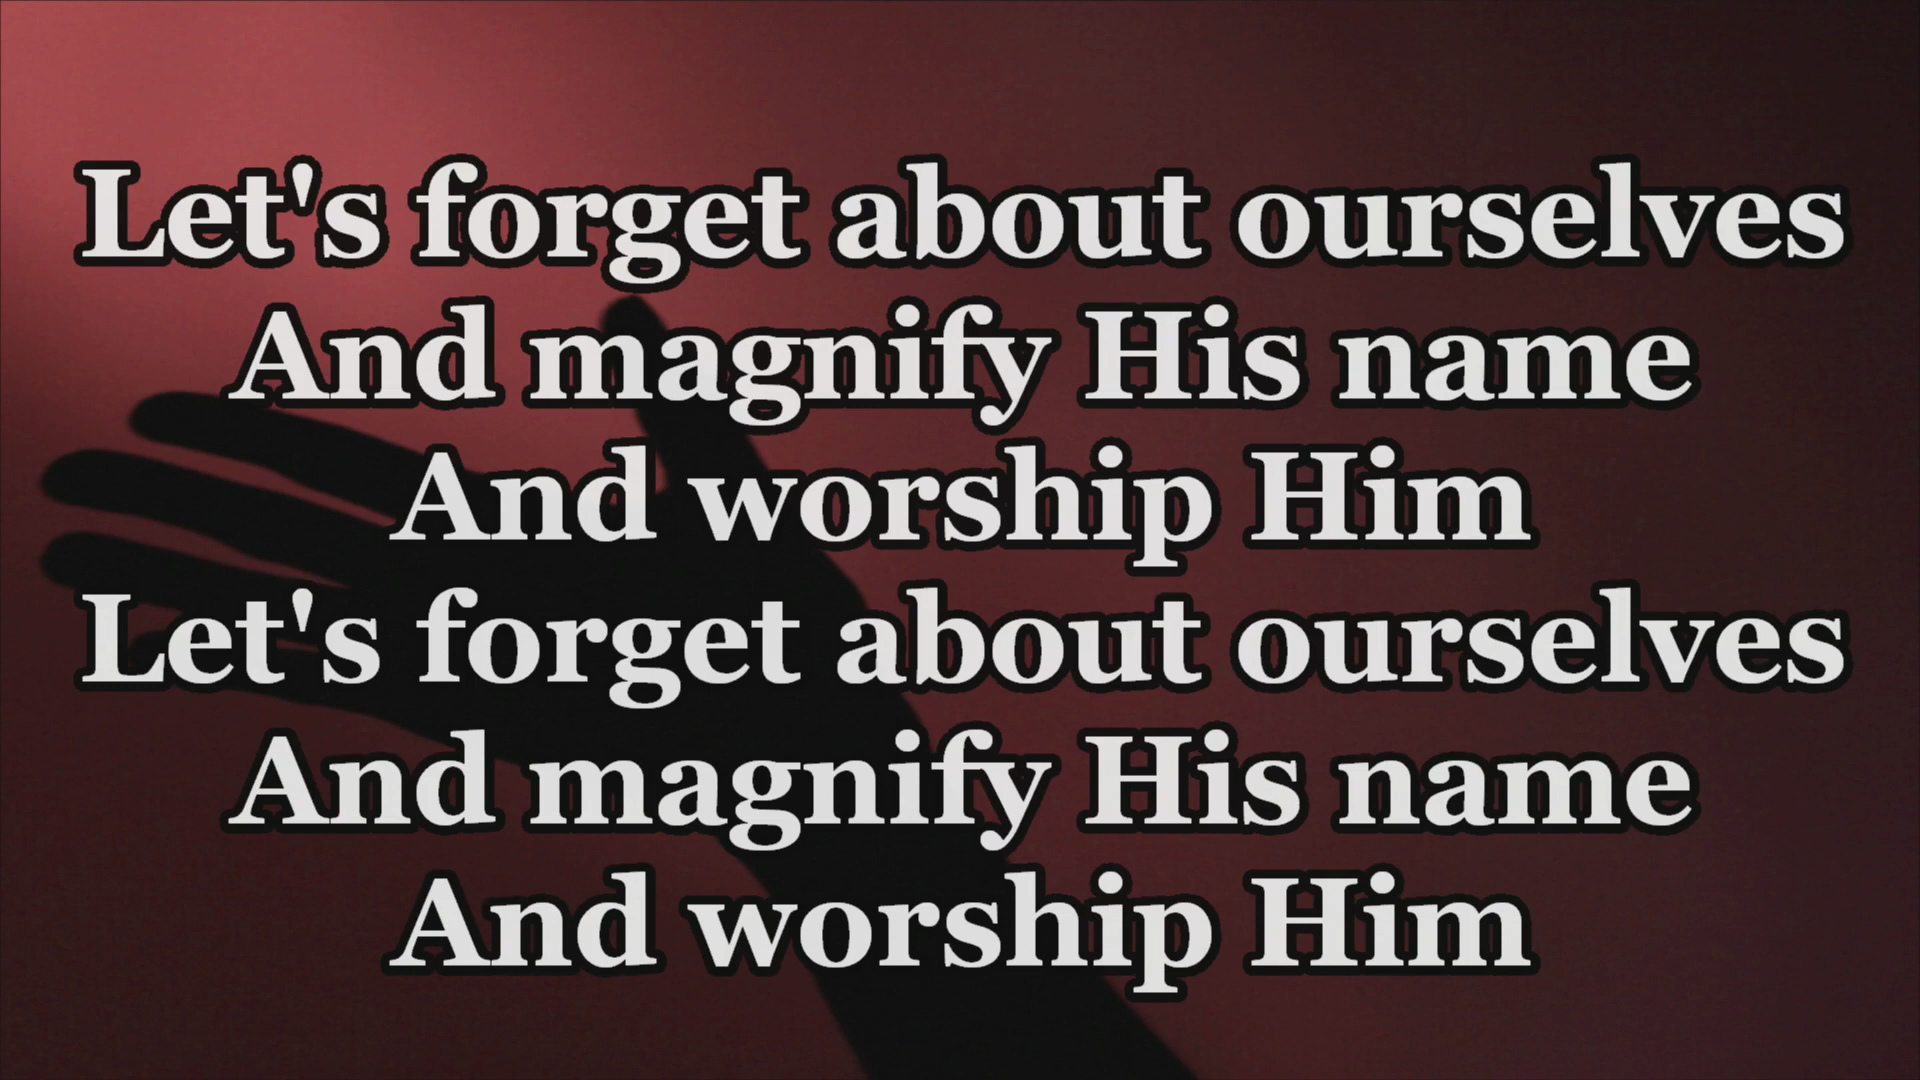 Let's forget about ourselves
And magnify His name
And worship Him
Let's forget about ourselves
And magnify His name
And worship Him